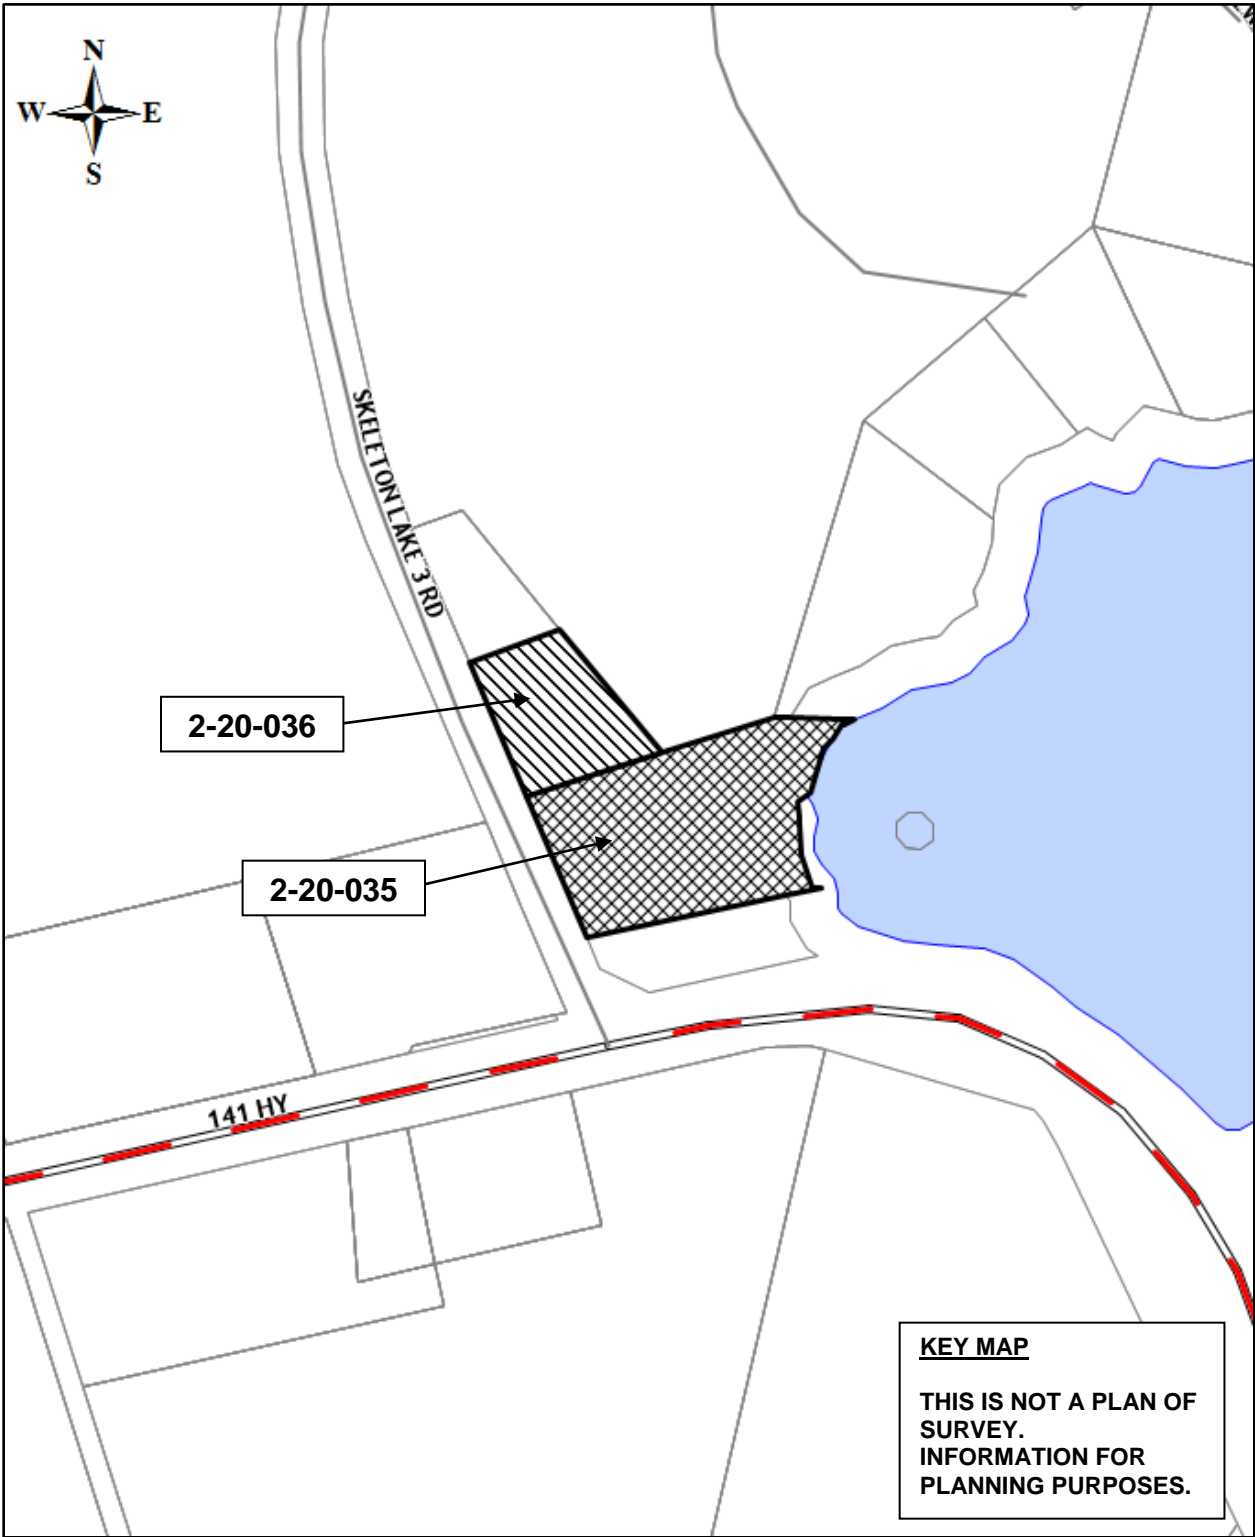 N
W E
S
SKELETON LAKE 3 RD
2-20-036
2-20-035
141 HY
KEY MAP
THIS IS NOT A PLAN OF
SURVEY.
INFORMATION FOR
PLANNING PURPOSES.